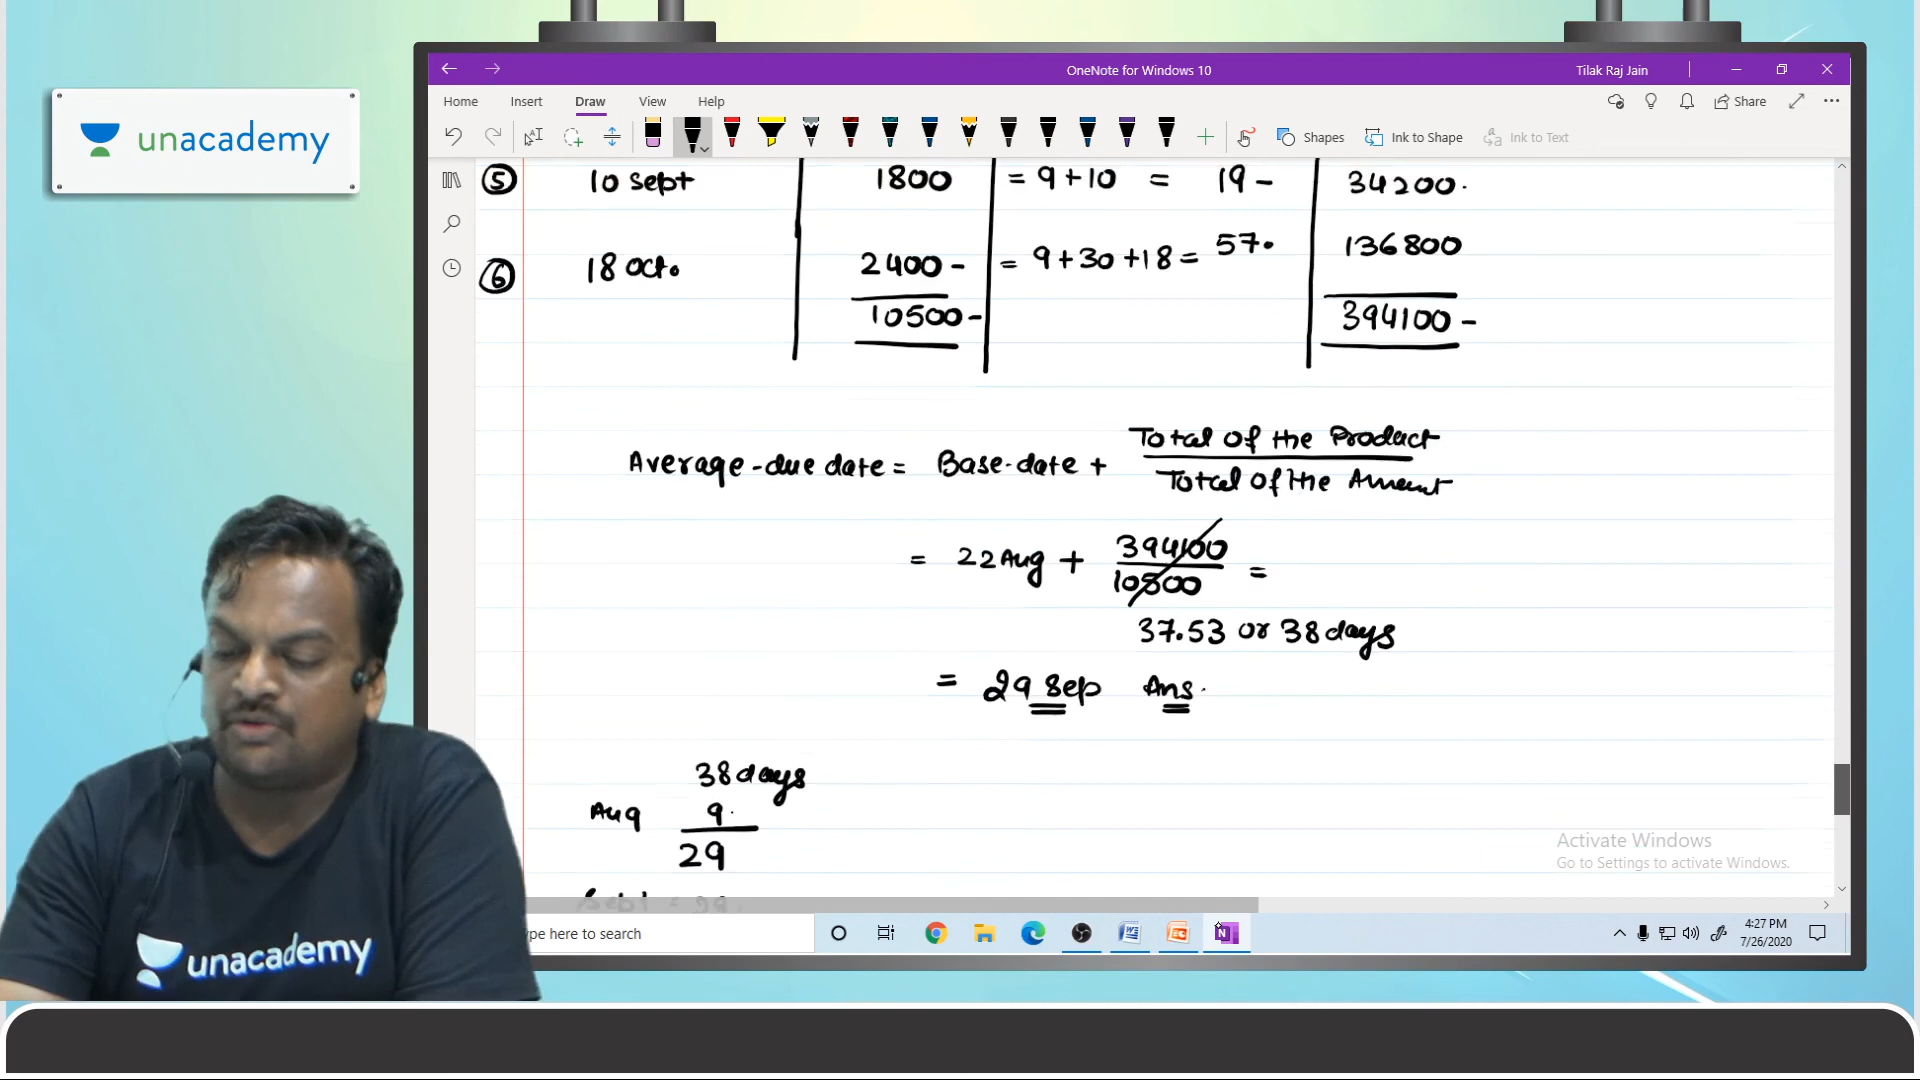 unacademy
OneNote for Windows 10
Tilak Raj Jain
Home Insert Draw View Help
Share
Shapes Ink to Shape Ink to Text
5 10 Sept 1800 = 9+10 = 19 - 34200.
6 18 Oct. 2400 - = 9+30+18 = 57. 136800
10500 - 394100 -
Average-due date = Base-date + Total of the Product
Total of the Amount
= 22 Aug + 394100
10500 =
37.53 or 38 days
= 29 Sep Ans.
38 days
Aug 9.
29
Sept = 29.
Activate Windows
Go to Settings to activate Windows.
unacademy
ype here to search
4:27 PM
7/26/2020